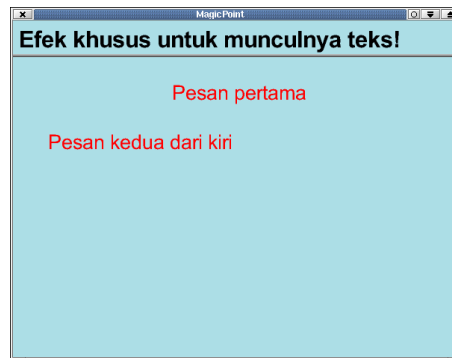 MagicPoint
Efek khusus untuk munculnya teks!
Pesan pertama
Pesan kedua dari kiri